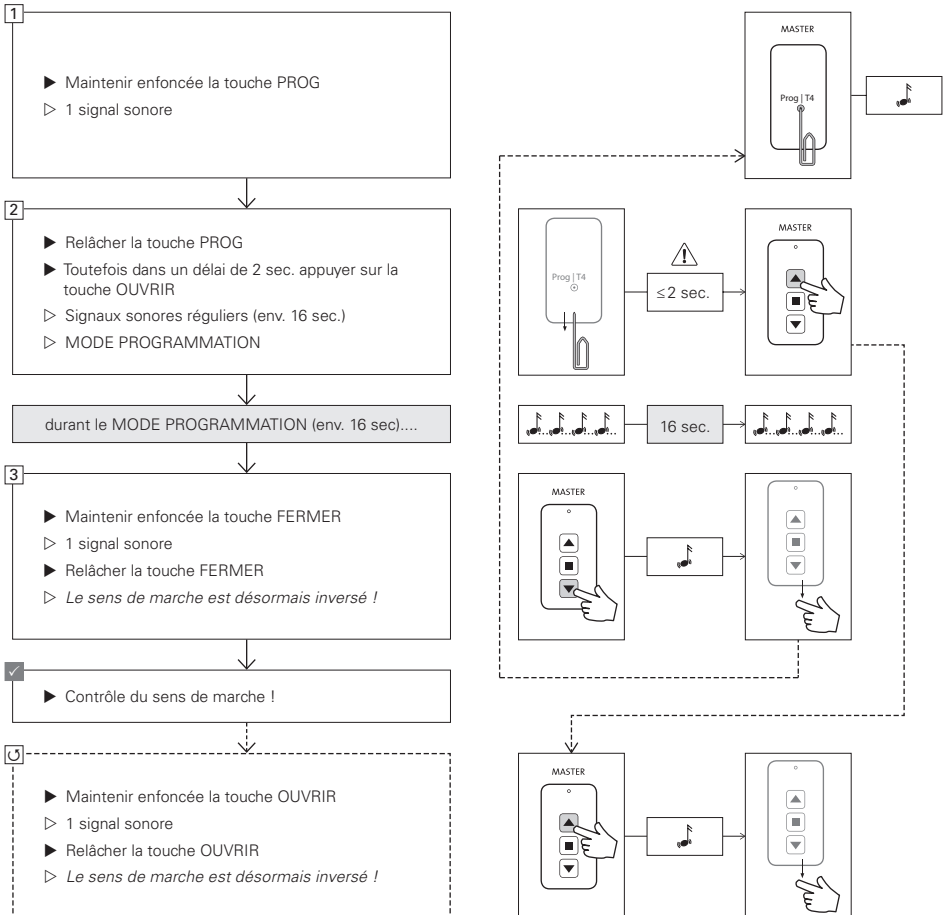 1
▶ Maintenir enfoncée la touche PROG
▷ 1 signal sonore
2
▶ Relâcher la touche PROG
▶ Toutefois dans un délai de 2 sec. appuyer sur la
touche OUVRIR
▷ Signaux sonores réguliers (env. 16 sec.)
▷ MODE PROGRAMMATION
durant le MODE PROGRAMMATION (env. 16 sec)....
3
▶ Maintenir enfoncée la touche FERMER
▷ 1 signal sonore
▶ Relâcher la touche FERMER
▷ Le sens de marche est désormais inversé !
▶ Contrôle du sens de marche !
▶ Maintenir enfoncée la touche OUVRIR
▷ 1 signal sonore
▶ Relâcher la touche OUVRIR
▷ Le sens de marche est désormais inversé !
MASTER
Prog | T4
Prog | T4
≤2 sec.
MASTER
16 sec.
MASTER
MASTER